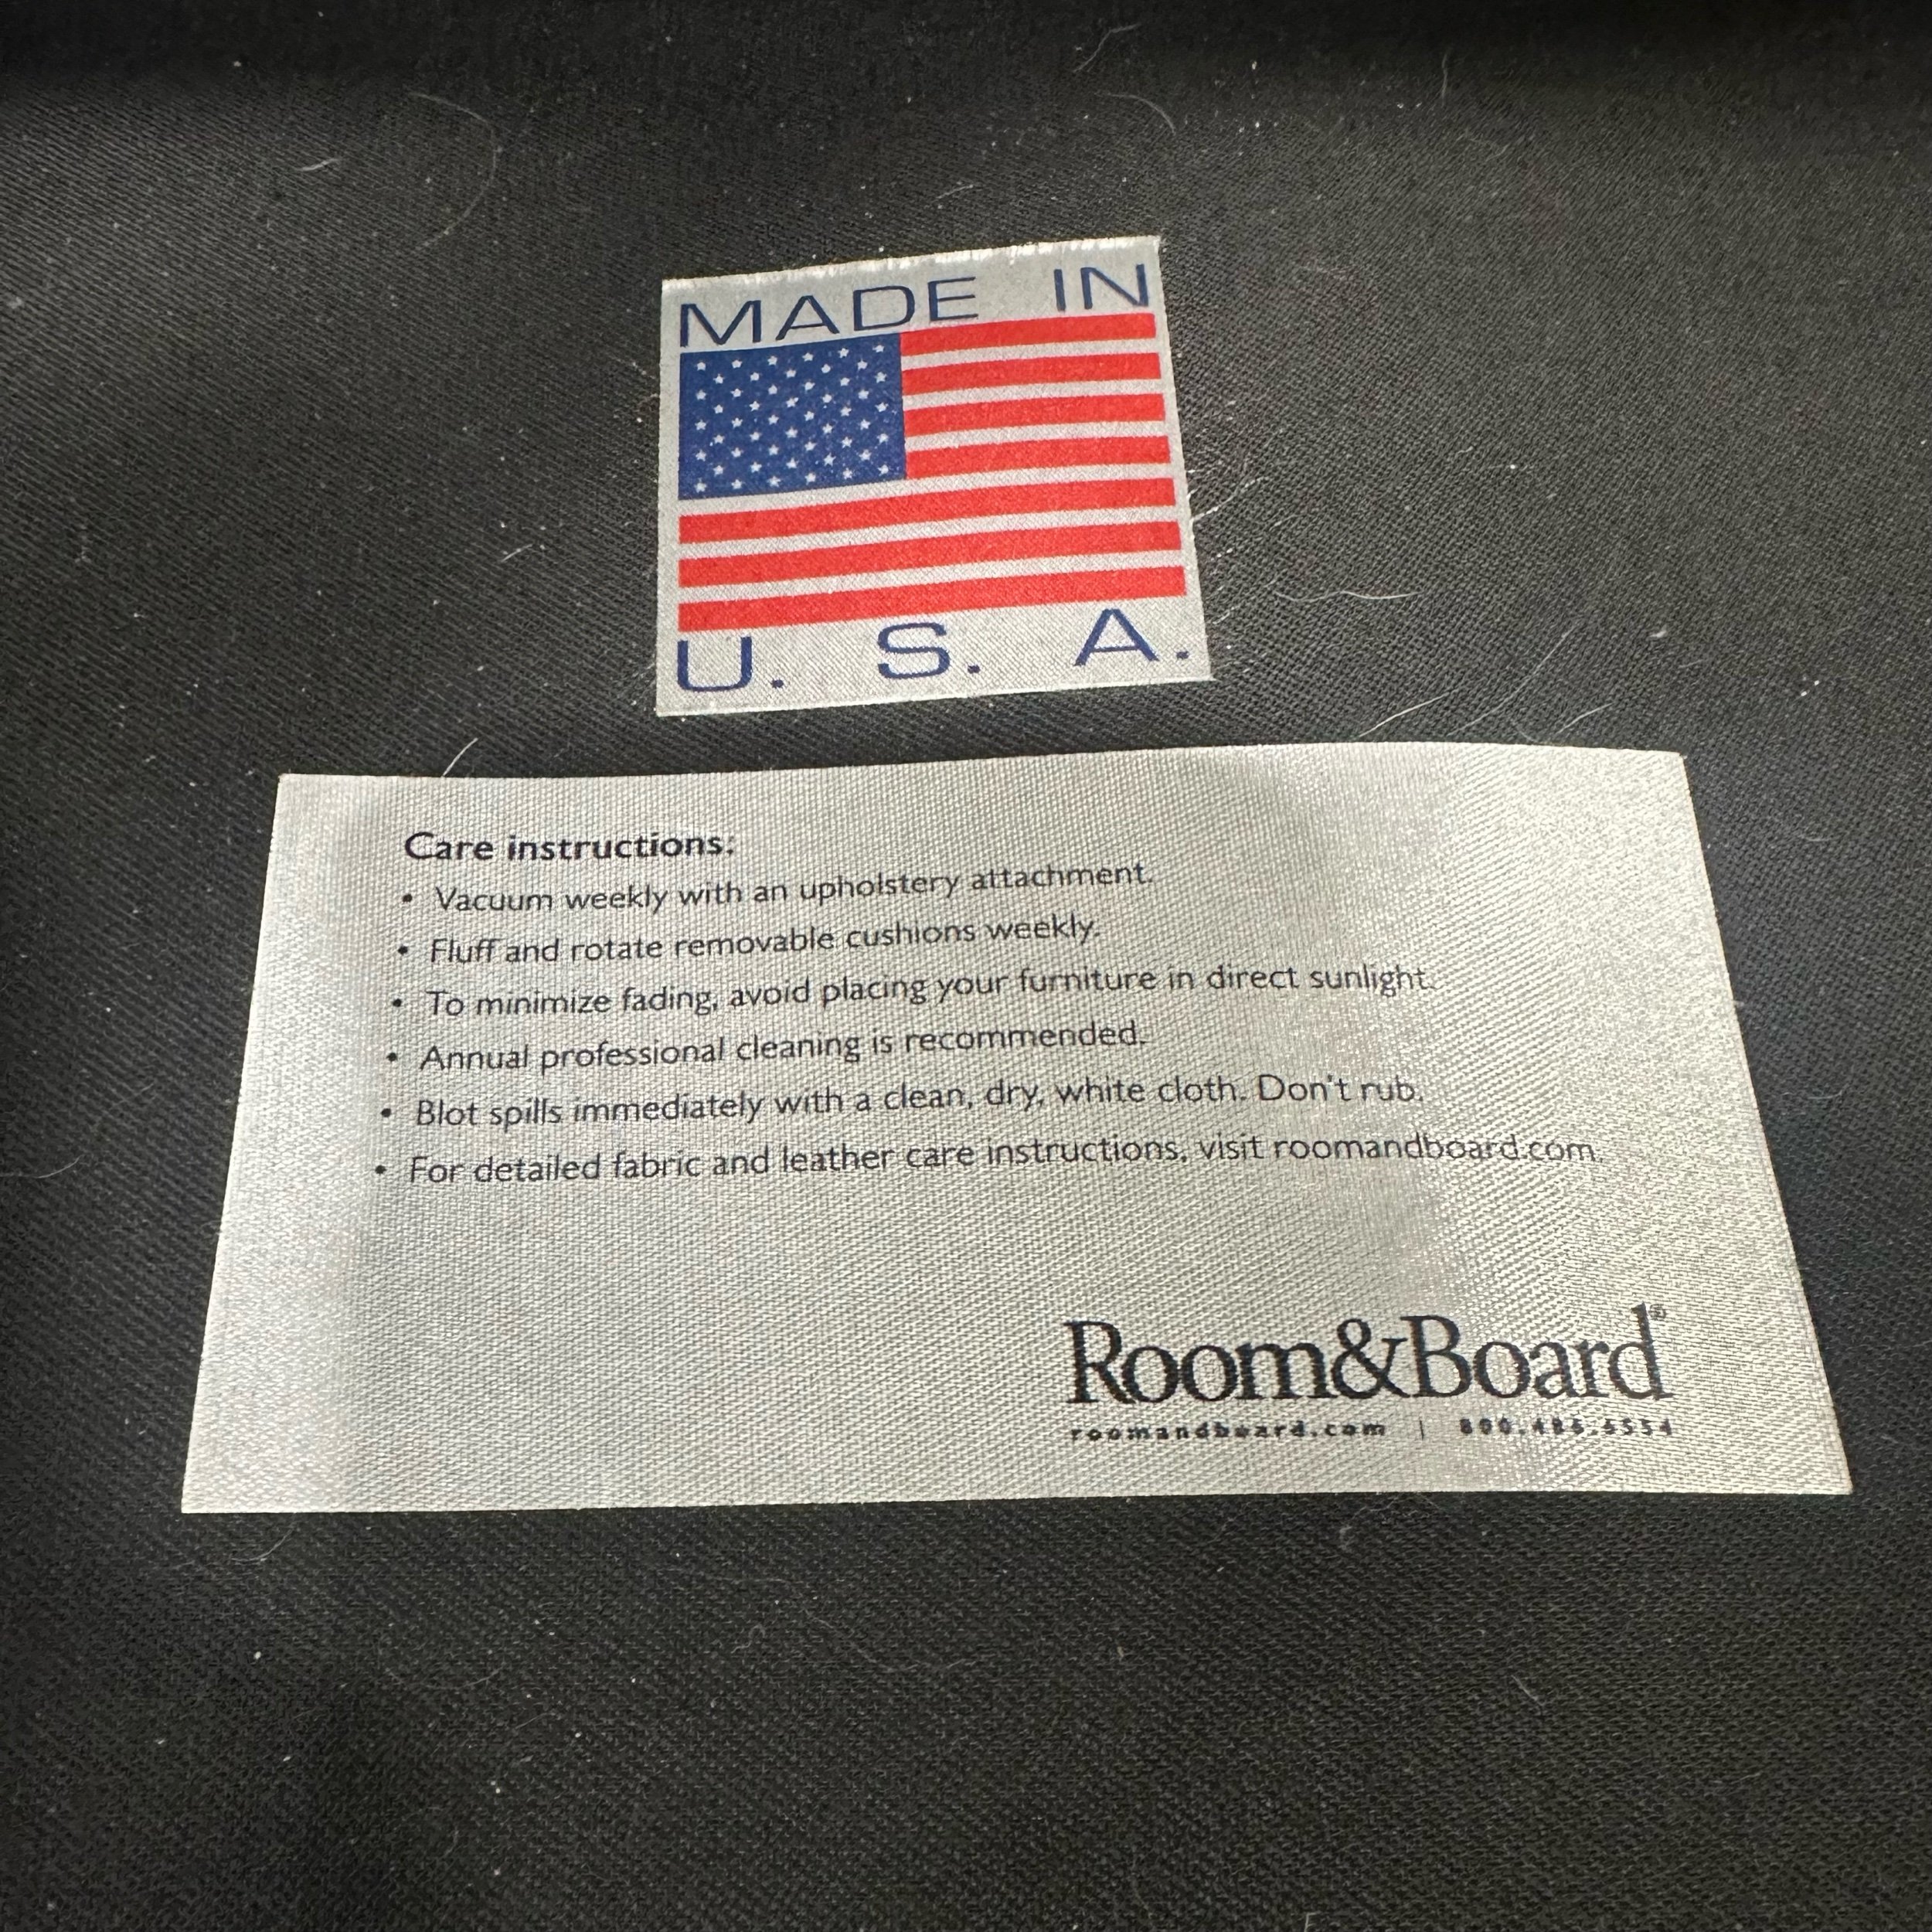 MADE IN
U. S. A.
Care instructions:
• Vacuum weekly with an upholstery attachment.
• Fluff and rotate removable cushions weekly.
• To minimize fading, avoid placing your furniture in direct sunlight.
• Annual professional cleaning is recommended.
• Blot spills immediately with a clean, dry, white cloth. Don't rub.
• For detailed fabric and leather care instructions, visit roomandboard.com.
Room&Board®
roomandboard.com |